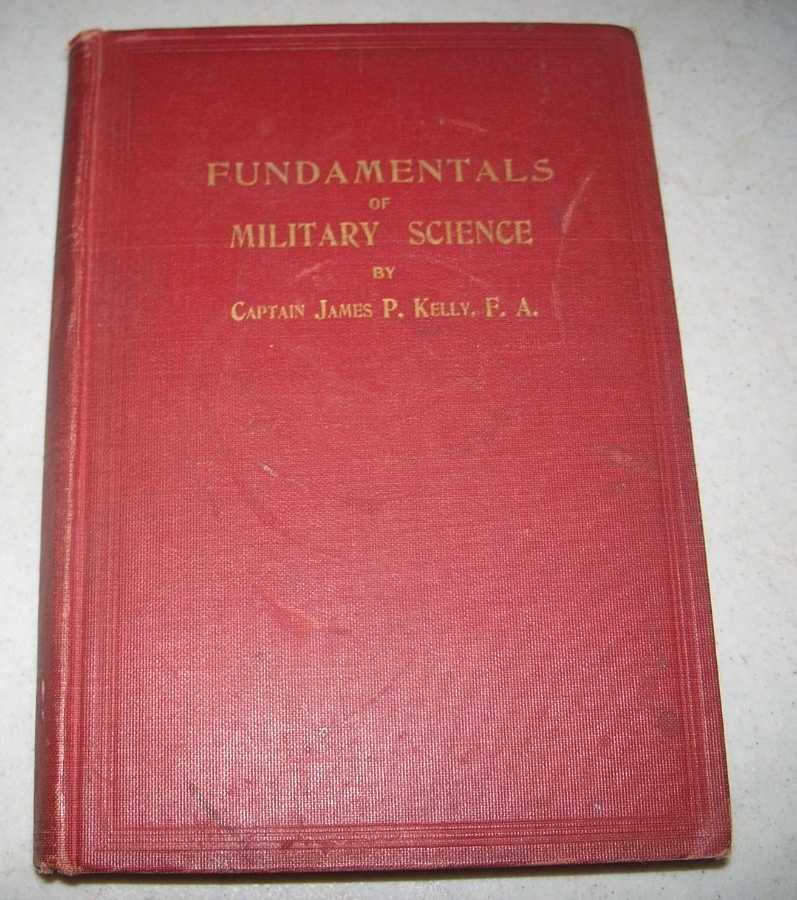 FUNDAMENTALS
OF
MILITARY SCIENCE
BY
CAPTAIN JAMES P. KELLY, F. A.